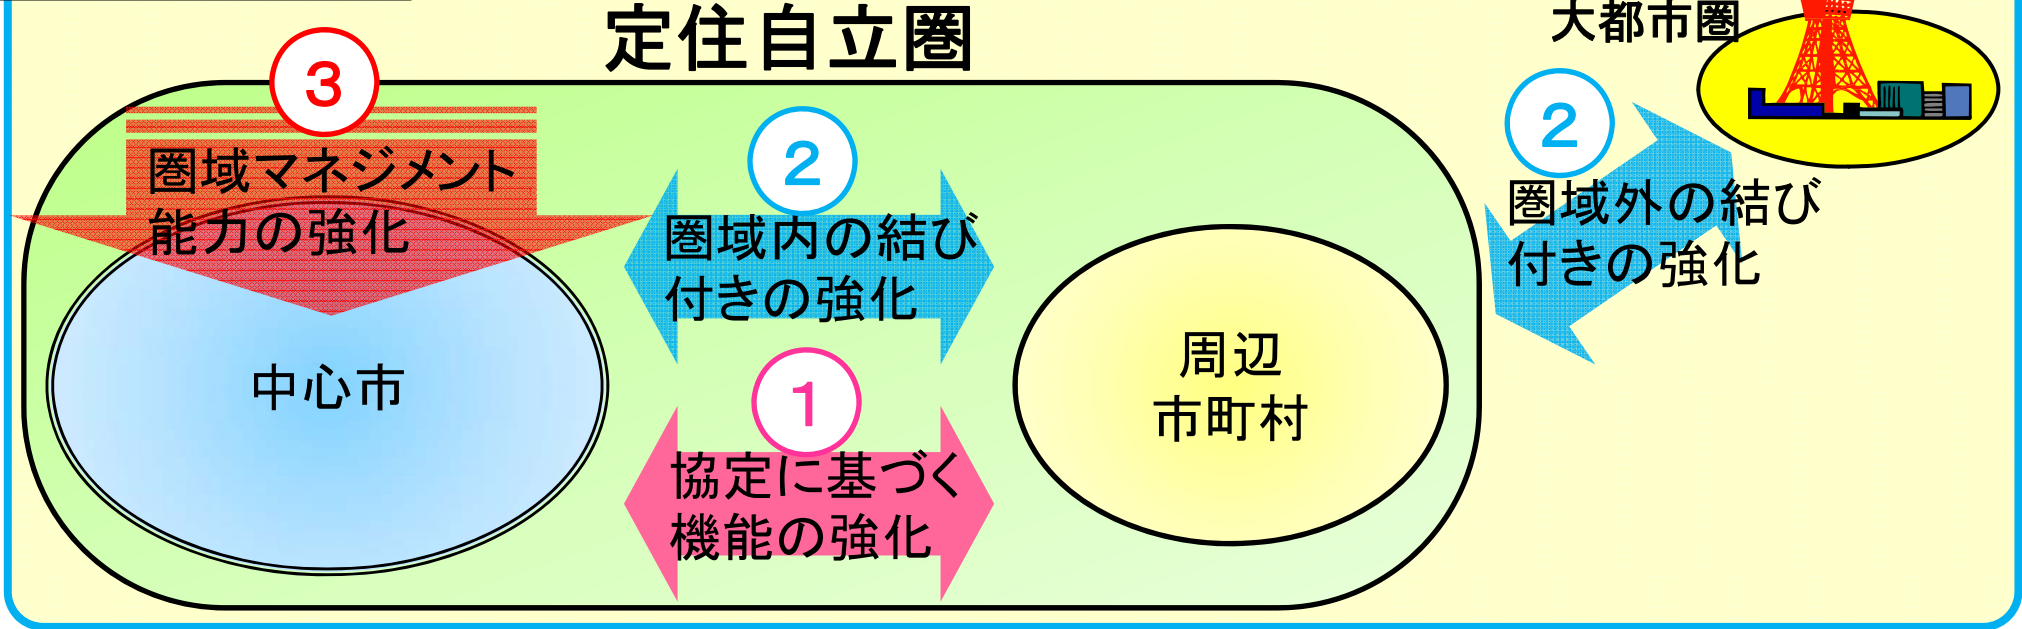 定住自立圏
大都市圏
3
圏域マネジメント
能力の強化
2
圏域内の結び
付きの強化
2
圏域外の結び
付きの強化
中心市
周辺
市町村
1
協定に基づく
機能の強化